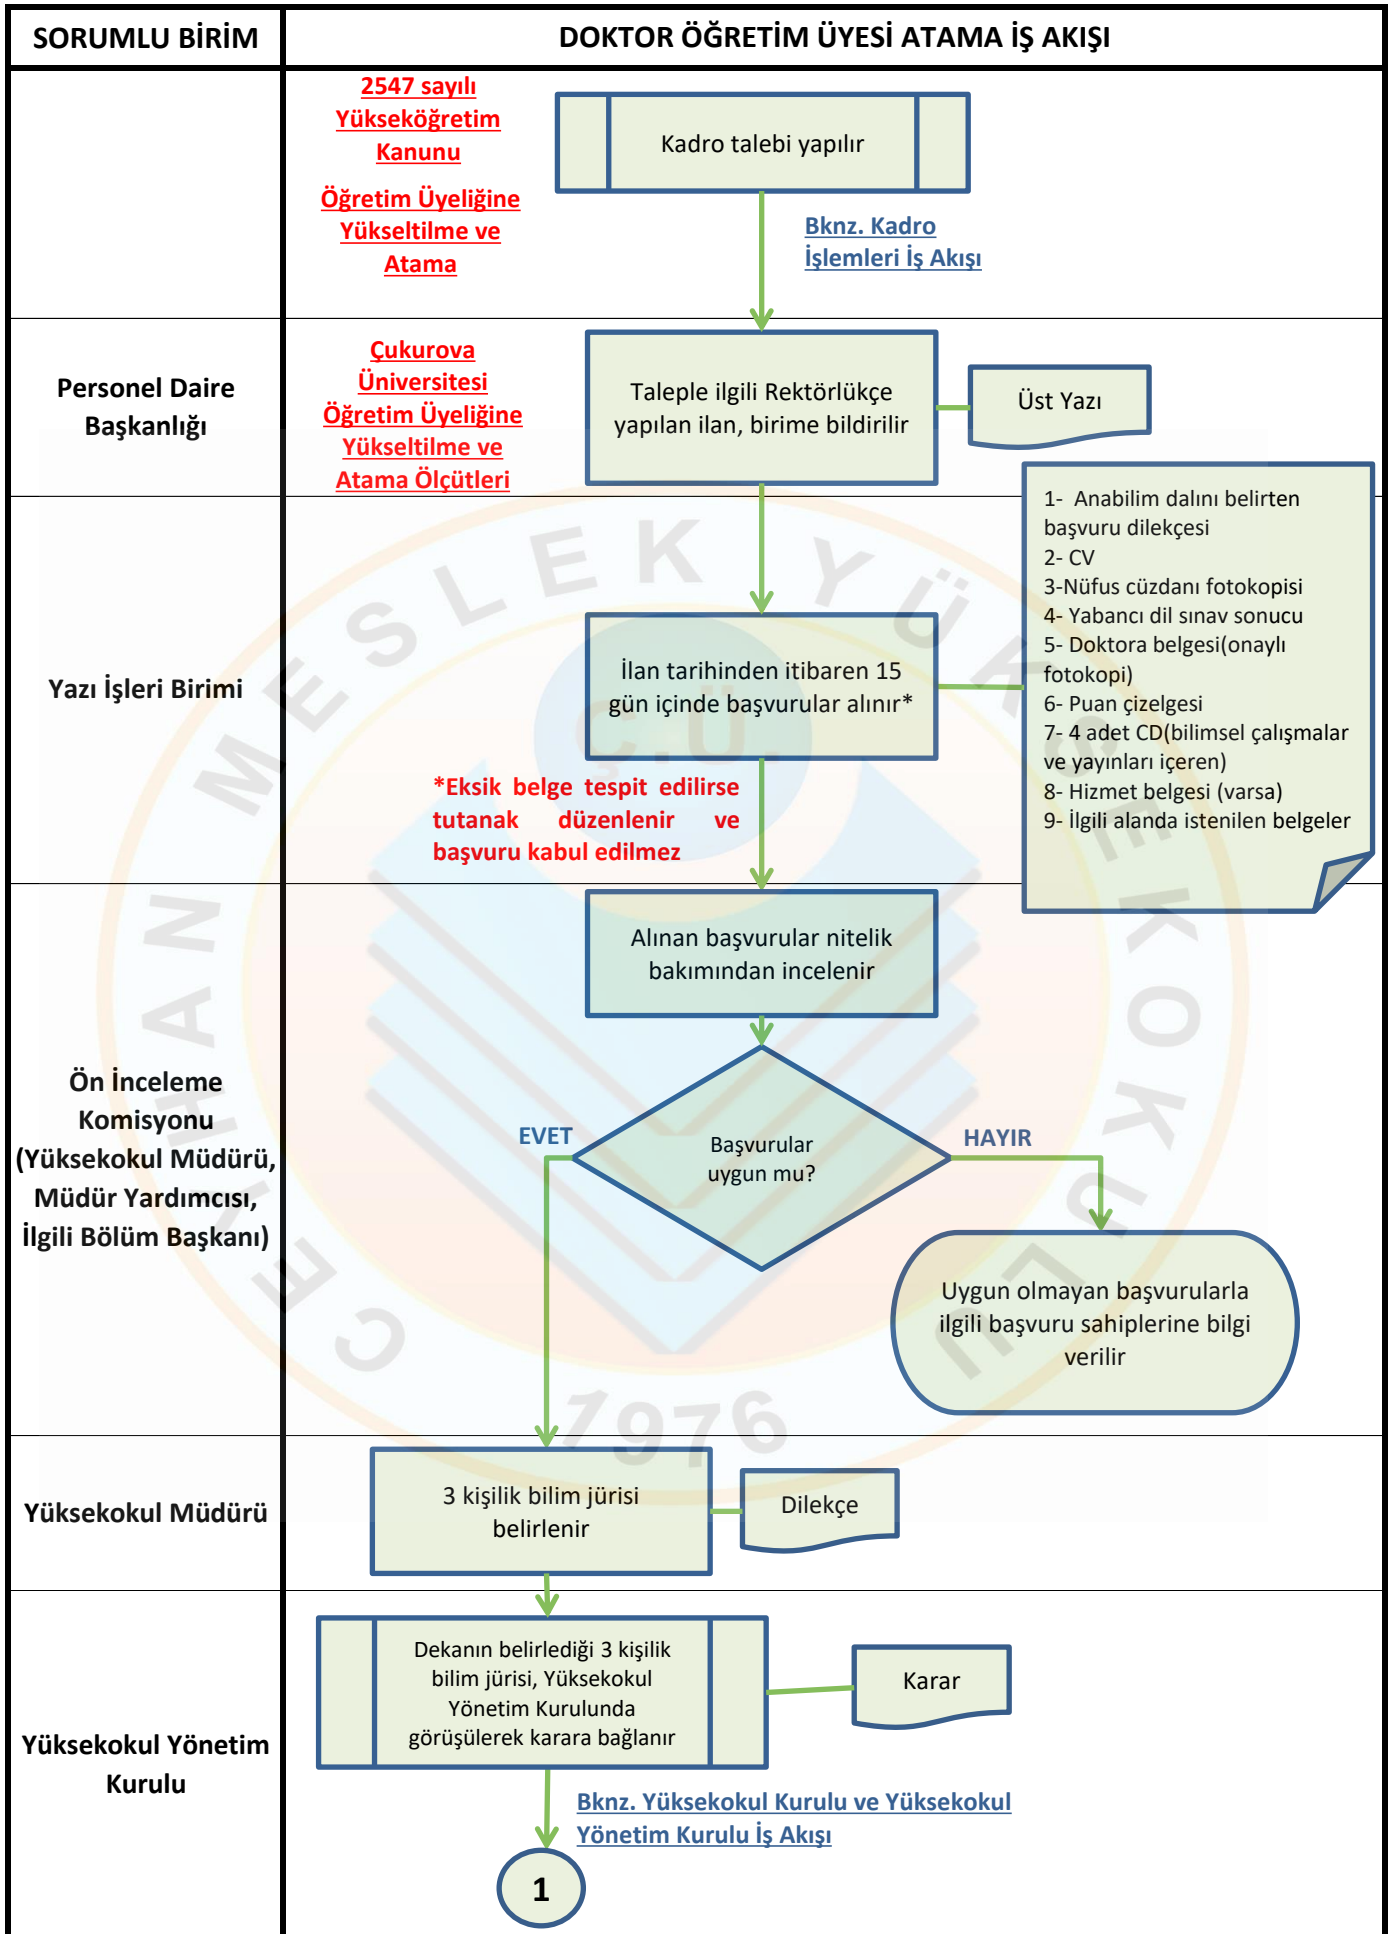 SORUMLU BİRİM
DOKTOR ÖĞRETİM ÜYESİ ATAMA İŞ AKIŞI
2547 sayılı
Yükseköğretim
Kanunu
Öğretim Üyeliğine
Yükseltilme ve
Atama
Kadro talebi yapılır
Bknz. Kadro
İşlemleri İş Akışı
Personel Daire
Başkanlığı
Çukurova
Üniversitesi
Öğretim Üyeliğine
Yükseltilme ve
Atama Ölçütleri
Taleple ilgili Rektörlükçe
yapılan ilan, birime bildirilir
Üst Yazı
Yazı İşleri Birimi
İlan tarihinden itibaren 15
gün içinde başvurular alınır*
1- Anabilim dalını belirten
başvuru dilekçesi
2- CV
3-Nüfus cüzdanı fotokopisi
4- Yabancı dil sınav sonucu
5- Doktora belgesi(onaylı
fotokopi)
6- Puan çizelgesi
7- 4 adet CD(bilimsel çalışmalar
ve yayınları içeren)
8- Hizmet belgesi (varsa)
9- İlgili alanda istenilen belgeler
*Eksik belge tespit edilirse
tutanak düzenlenir ve
başvuru kabul edilmez
Ön İnceleme
Komisyonu
(Yüksekokul Müdürü,
Müdür Yardımcısı,
İlgili Bölüm Başkanı)
Alınan başvurular nitelik
bakımından incelenir
Başvurular
uygun mu?
EVET
HAYIR
Uygun olmayan başvurularla
ilgili başvuru sahiplerine bilgi
verilir
Yüksekokul Müdürü
3 kişilik bilim jürisi
belirlenir
Dilekçe
Yüksekokul Yönetim
Kurulu
Dekanın belirlediği 3 kişilik
bilim jürisi, Yüksekokul
Yönetim Kurulunda
görüşülerek karara bağlanır
Karar
Bknz. Yüksekokul Kurulu ve Yüksekokul
Yönetim Kurulu İş Akışı
1
CEYHAN MESLEK YÜKSEKOKULU
Ç.Ü.
1976